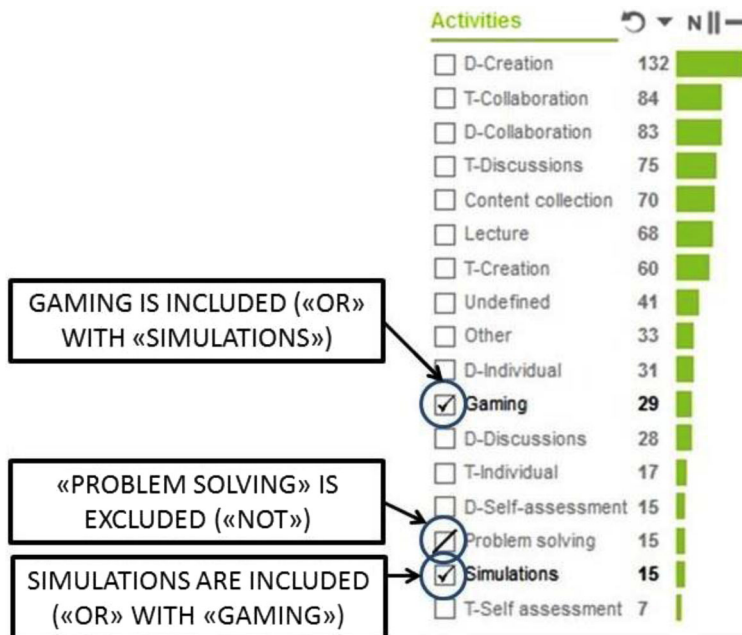 Activities N
D-Creation 132
T-Collaboration 84
D-Collaboration 83
T-Discussions 75
Content collection 70
Lecture 68
T-Creation 60
Undefined 41
Other 33
D-Individual 31
Gaming 29
D-Discussions 28
T-Individual 17
D-Self-assessment 15
Problem solving 15
Simulations 15
T-Self assessment 7
GAMING IS INCLUDED («OR»
WITH «SIMULATIONS»)
«PROBLEM SOLVING» IS
EXCLUDED («NOT»)
SIMULATIONS ARE INCLUDED
(«OR» WITH «GAMING»)